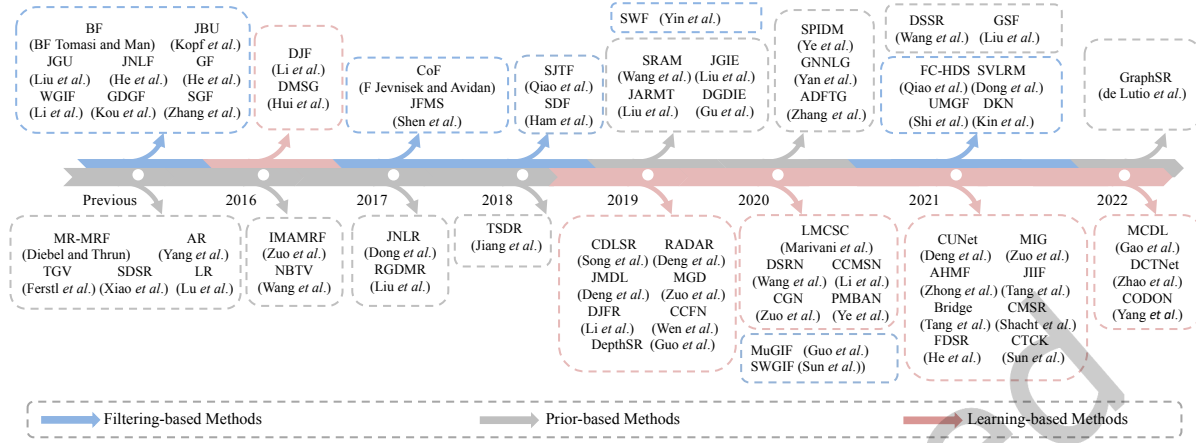 BF JBU
(BF Tomasi and Man) (Kopf et al.)
JGU JNLF GF
(Liu et al.) (He et al.) (He et al.)
WGIF GDGF SGF
(Li et al.) (Kou et al.) (Zhang et al.)
DJF
(Li et al.)
DMSG
(Hui et al.)
CoF
(F Jevnisek and Avidan)
JFMS
(Shen et al.)
SJTF
(Qiao et al.)
SDF
(Ham et al.)
SWF (Yin et al.)
SRAM JGIE
(Wang et al.) (Liu et al.)
JARMT DGDIE
(Liu et al.) (Gu et al.)
SPIDM
(Ye et al.)
GNNLG
(Yan et al.)
ADFTG
(Zhang et al.)
DSSR GSF
(Wang et al.) (Liu et al.)
FC-HDS SVLRM
(Qiao et al.) (Dong et al.)
UMGF DKN
(Shi et al.) (Kin et al.)
GraphSR
(de Lutio et al.)
Previous 2016 2017 2018 2019 2020 2021 2022
MR-MRF AR
(Diebel and Thrun) (Yang et al.)
TGV SDSR LR
(Ferstl et al.) (Xiao et al.) (Lu et al.)
IMAMRF
(Zuo et al.)
NBTV
(Wang et al.)
JNLR
(Dong et al.)
RGDMR
(Liu et al.)
TSDR
(Jiang et al.)
CDLSR RADAR
(Song et al.) (Deng et al.)
JMDL MGD
(Deng et al.) (Zuo et al.)
DJFR CCFN
(Li et al.) (Wen et al.)
DepthSR (Guo et al.)
LMCSC
(Marivani et al.)
DSRN CCMSN
(Wang et al.) (Li et al.)
CGN PMBAN
(Zuo et al.) (Ye et al.)
MuGIF (Guo et al.)
SWGIF (Sun et al.))
CUNet MIG
(Deng et al.) (Zuo et al.)
AHMF JIIF
(Zhong et al.) (Tang et al.)
Bridge CMSR
(Tang et al.) (Shacht et al.)
FDSR CTCK
(He et al.) (Sun et al.)
MCDL
(Gao et al.)
DCTNet
(Zhao et al.)
CODON
(Yang et al.)
Filtering-based Methods Prior-based Methods Learning-based Methods